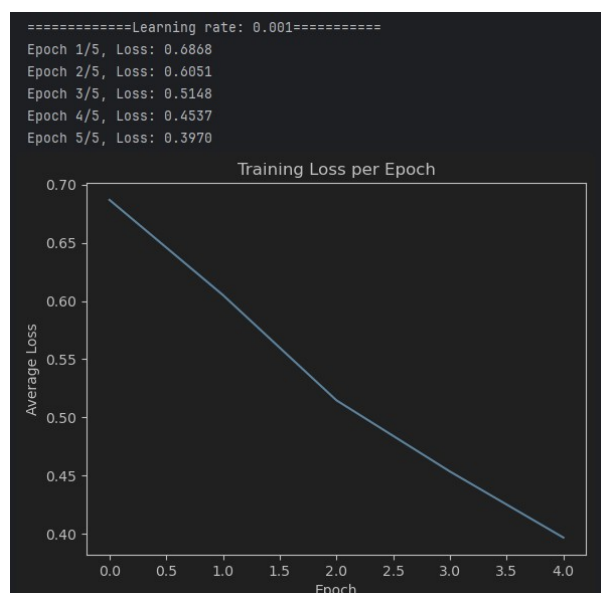 =============Learning rate: 0.001===========
Epoch 1/5, Loss: 0.6868
Epoch 2/5, Loss: 0.6051
Epoch 3/5, Loss: 0.5148
Epoch 4/5, Loss: 0.4537
Epoch 5/5, Loss: 0.3970
Training Loss per Epoch
0.70
0.65
0.60
0.55
0.50
0.45
0.40
Average Loss
0.0 0.5 1.0 1.5 2.0 2.5 3.0 3.5 4.0
Epoch